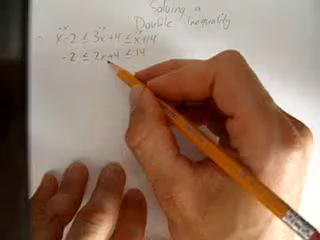 Solving a
Double Inequality
-x -x -x
x-2 ≤ 3x+4 ≤ x+14
-2 ≤ 2x+4 ≤ 14